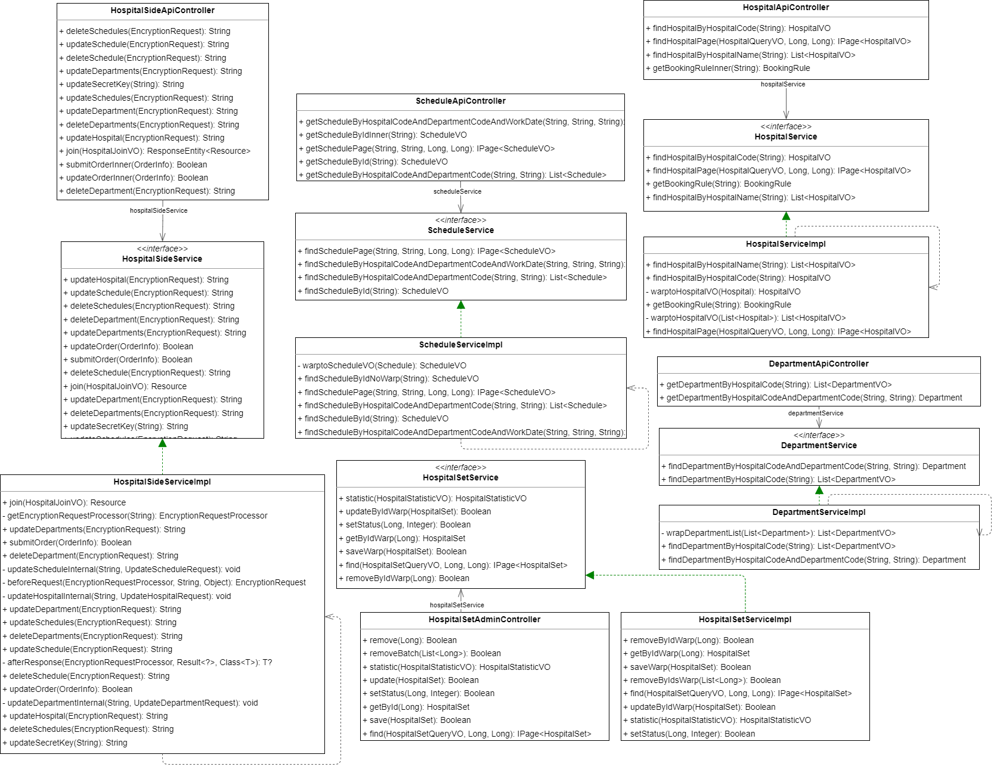 HospitalSideApiController
+ deleteSchedules(EncryptionRequest): String
+ updateSchedule(EncryptionRequest): String
+ deleteSchedule(EncryptionRequest): String
+ updateDepartments(EncryptionRequest): String
+ updateSecretKey(String): String
+ updateSchedules(EncryptionRequest): String
+ updateDepartment(EncryptionRequest): String
+ deleteDepartments(EncryptionRequest): String
+ updateHospital(EncryptionRequest): String
+ join(HospitalJoinVO): ResponseEntity<Resource>
+ submitOrderInner(OrderInfo): Boolean
+ updateOrderInner(OrderInfo): Boolean
+ deleteDepartment(EncryptionRequest): String
hospitalSideService
<<interface>>
HospitalSideService
+ updateHospital(EncryptionRequest): String
+ updateSchedule(EncryptionRequest): String
+ deleteSchedules(EncryptionRequest): String
+ deleteDepartment(EncryptionRequest): String
+ updateDepartments(EncryptionRequest): String
+ updateOrder(OrderInfo): Boolean
+ submitOrder(OrderInfo): Boolean
+ deleteSchedule(EncryptionRequest): String
+ join(HospitalJoinVO): Resource
+ updateDepartment(EncryptionRequest): String
+ deleteDepartments(EncryptionRequest): String
+ updateSecretKey(String): String
+ updateSchedules(EncryptionRequest): String
HospitalSideServiceImpl
+ join(HospitalJoinVO): Resource
- getEncryptionRequestProcessor(String): EncryptionRequestProcessor
+ updateDepartments(EncryptionRequest): String
+ submitOrder(OrderInfo): Boolean
+ deleteDepartment(EncryptionRequest): String
- updateScheduleInternal(String, UpdateScheduleRequest): void
- beforeRequest(EncryptionRequestProcessor, String, Object): EncryptionRequest
- updateHospitalInternal(String, UpdateHospitalRequest): void
+ updateDepartment(EncryptionRequest): String
+ updateSchedules(EncryptionRequest): String
+ deleteDepartments(EncryptionRequest): String
+ updateSchedule(EncryptionRequest): String
- afterResponse(EncryptionRequestProcessor, Result<?>, Class<T>): T?
+ deleteSchedule(EncryptionRequest): String
+ updateOrder(OrderInfo): Boolean
- updateDepartmentInternal(String, UpdateDepartmentRequest): void
+ updateHospital(EncryptionRequest): String
+ deleteSchedules(EncryptionRequest): String
+ updateSecretKey(String): String
ScheduleApiController
+ getScheduleByHospitalCodeAndDepartmentCodeAndWorkDate(String, String, String):
+ getScheduleByIdInner(String): ScheduleVO
+ getSchedulePage(String, String, Long, Long): IPage<ScheduleVO>
+ getScheduleById(String): ScheduleVO
+ getScheduleByHospitalCodeAndDepartmentCode(String, String): List<Schedule>
scheduleService
<<interface>>
ScheduleService
+ findSchedulePage(String, String, Long, Long): IPage<ScheduleVO>
+ findScheduleByHospitalCodeAndDepartmentCodeAndWorkDate(String, String, String):
+ findScheduleByHospitalCodeAndDepartmentCode(String, String): List<Schedule>
+ findScheduleById(String): ScheduleVO
ScheduleServiceImpl
- warptoScheduleVO(Schedule): ScheduleVO
+ findScheduleByIdNoWarp(String): ScheduleVO
+ findSchedulePage(String, String, Long, Long): IPage<ScheduleVO>
+ findScheduleByHospitalCodeAndDepartmentCode(String, String): List<Schedule>
+ findScheduleById(String): ScheduleVO
+ findScheduleByHospitalCodeAndDepartmentCodeAndWorkDate(String, String, String):
<<interface>>
HospitalSetService
+ statistic(HospitalStatisticVO): HospitalStatisticVO
+ updateByIdWarp(HospitalSet): Boolean
+ setStatus(Long, Integer): Boolean
+ getByIdWarp(Long): HospitalSet
+ saveWarp(HospitalSet): Boolean
+ find(HospitalSetQueryVO, Long, Long): IPage<HospitalSet>
+ removeByIdWarp(Long): Boolean
hospitalSetService
HospitalSetAdminController
+ remove(Long): Boolean
+ removeBatch(List<Long>): Boolean
+ statistic(HospitalStatisticVO): HospitalStatisticVO
+ update(HospitalSet): Boolean
+ setStatus(Long, Integer): Boolean
+ getById(Long): HospitalSet
+ save(HospitalSet): Boolean
+ find(HospitalSetQueryVO, Long, Long): IPage<HospitalSet>
HospitalSetServiceImpl
+ removeByIdWarp(Long): Boolean
+ getByIdWarp(Long): HospitalSet
+ saveWarp(HospitalSet): Boolean
+ removeByIdsWarp(List<Long>): Boolean
+ find(HospitalSetQueryVO, Long, Long): IPage<HospitalSet>
+ updateByIdWarp(HospitalSet): Boolean
+ statistic(HospitalStatisticVO): HospitalStatisticVO
+ setStatus(Long, Integer): Boolean
HospitalApiController
+ findHospitalByHospitalCode(String): HospitalVO
+ findHospitalPage(HospitalQueryVO, Long, Long): IPage<HospitalVO>
+ findHospitalByHospitalName(String): List<HospitalVO>
+ getBookingRuleInner(String): BookingRule
hospitalService
<<interface>>
HospitalService
+ findHospitalByHospitalCode(String): HospitalVO
+ findHospitalPage(HospitalQueryVO, Long, Long): IPage<HospitalVO>
+ getBookingRule(String): BookingRule
+ findHospitalByHospitalName(String): List<HospitalVO>
HospitalServiceImpl
+ findHospitalByHospitalName(String): List<HospitalVO>
+ findHospitalByHospitalCode(String): HospitalVO
- warptoHospitalVO(Hospital): HospitalVO
+ getBookingRule(String): BookingRule
- warptoHospitalVO(List<Hospital>): List<HospitalVO>
+ findHospitalPage(HospitalQueryVO, Long, Long): IPage<HospitalVO>
DepartmentApiController
+ getDepartmentByHospitalCode(String): List<DepartmentVO>
+ getDepartmentByHospitalCodeAndDepartmentCode(String, String): Department
departmentService
<<interface>>
DepartmentService
+ findDepartmentByHospitalCodeAndDepartmentCode(String, String): Department
+ findDepartmentByHospitalCode(String): List<DepartmentVO>
DepartmentServiceImpl
- wrapDepartmentList(List<Department>): List<DepartmentVO>
+ findDepartmentByHospitalCode(String): List<DepartmentVO>
+ findDepartmentByHospitalCodeAndDepartmentCode(String, String): Department